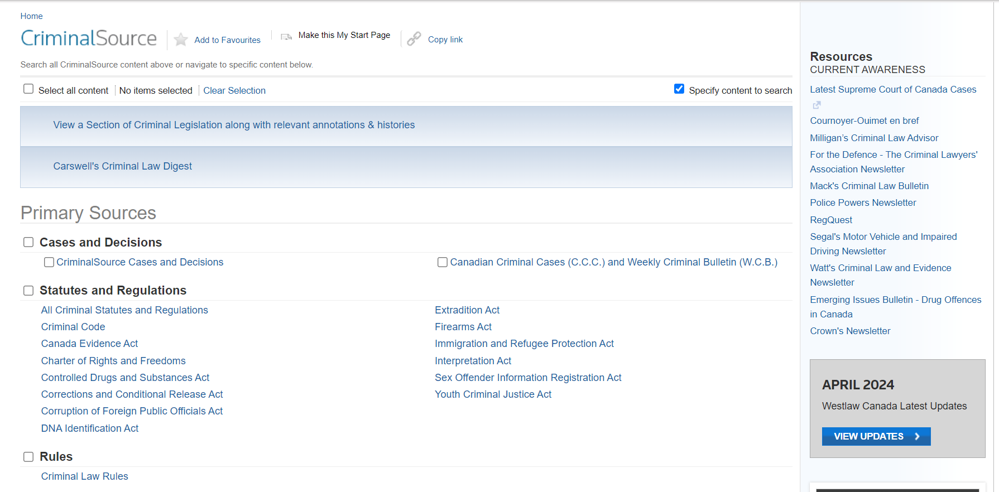 Home
CriminalSource
Add to Favourites
Make this My Start Page
Copy link
Search all CriminalSource content above or navigate to specific content below.
Select all content
No items selected
Clear Selection
Specify content to search
View a Section of Criminal Legislation along with relevant annotations & histories
Carswell's Criminal Law Digest
Primary Sources
Cases and Decisions
CriminalSource Cases and Decisions
Canadian Criminal Cases (C.C.C.) and Weekly Criminal Bulletin (W.C.B.)
Statutes and Regulations
All Criminal Statutes and Regulations
Criminal Code
Canada Evidence Act
Charter of Rights and Freedoms
Controlled Drugs and Substances Act
Corrections and Conditional Release Act
Corruption of Foreign Public Officials Act
DNA Identification Act
Extradition Act
Firearms Act
Immigration and Refugee Protection Act
Interpretation Act
Sex Offender Information Registration Act
Youth Criminal Justice Act
Rules
Criminal Law Rules
Resources
CURRENT AWARENESS
Latest Supreme Court of Canada Cases
Cournoyer-Ouimet en bref
Milligan’s Criminal Law Advisor
For the Defence - The Criminal Lawyers'
Association Newsletter
Mack's Criminal Law Bulletin
Police Powers Newsletter
RegQuest
Segal's Motor Vehicle and Impaired
Driving Newsletter
Watt's Criminal Law and Evidence
Newsletter
Emerging Issues Bulletin - Drug Offences
in Canada
Crown's Newsletter
APRIL 2024
Westlaw Canada Latest Updates
VIEW UPDATES